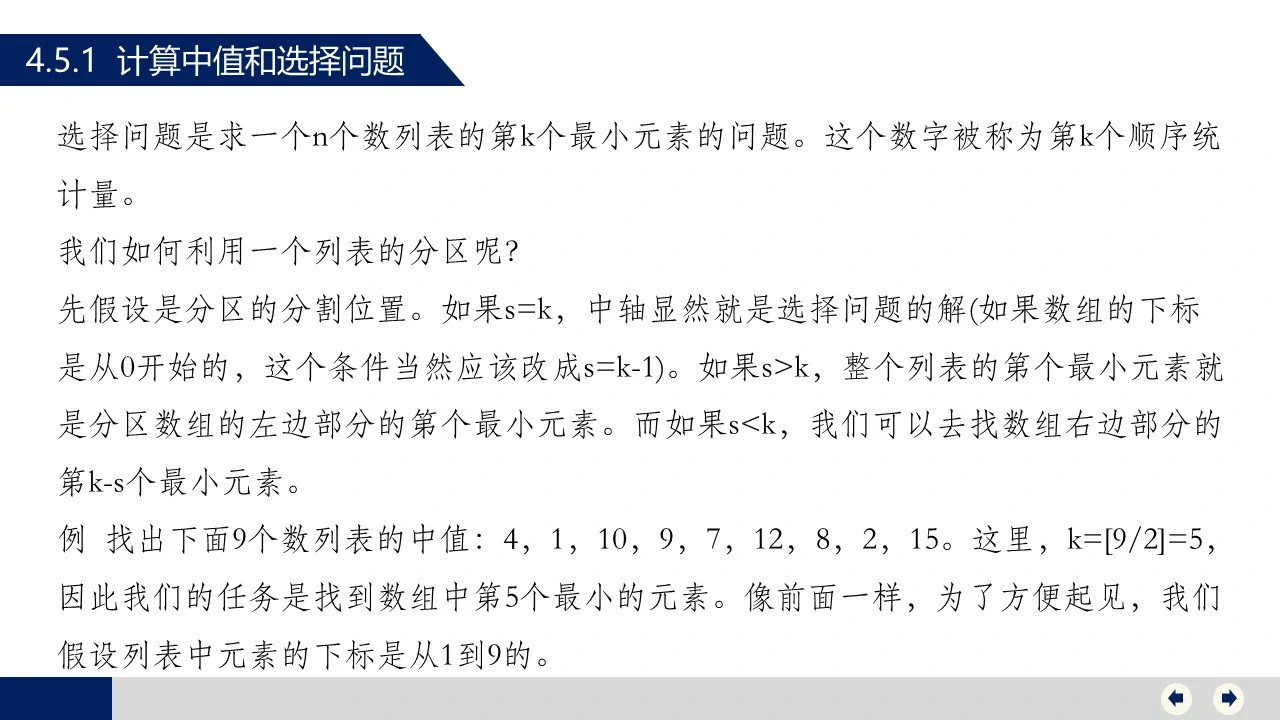 4.5.1 计算中值和选择问题
选择问题是求一个n个数列表的第k个最小元素的问题。这个数字被称为第k个顺序统
计量。
我们如何利用一个列表的分区呢?
先假设是分区的分割位置。如果s=k，中轴显然就是选择问题的解(如果数组的下标
是从0开始的，这个条件当然应该改成s=k-1)。如果s>k，整个列表的第个最小元素就
是分区数组的左边部分的第个最小元素。而如果s<k，我们可以去找数组右边部分的
第k-s个最小元素。
例 找出下面9个数列表的中值：4，1，10，9，7，12，8，2，15。这里，k=[9/2]=5，
因此我们的任务是找到数组中第5个最小的元素。像前面一样，为了方便起见，我们
假设列表中元素的下标是从1到9的。